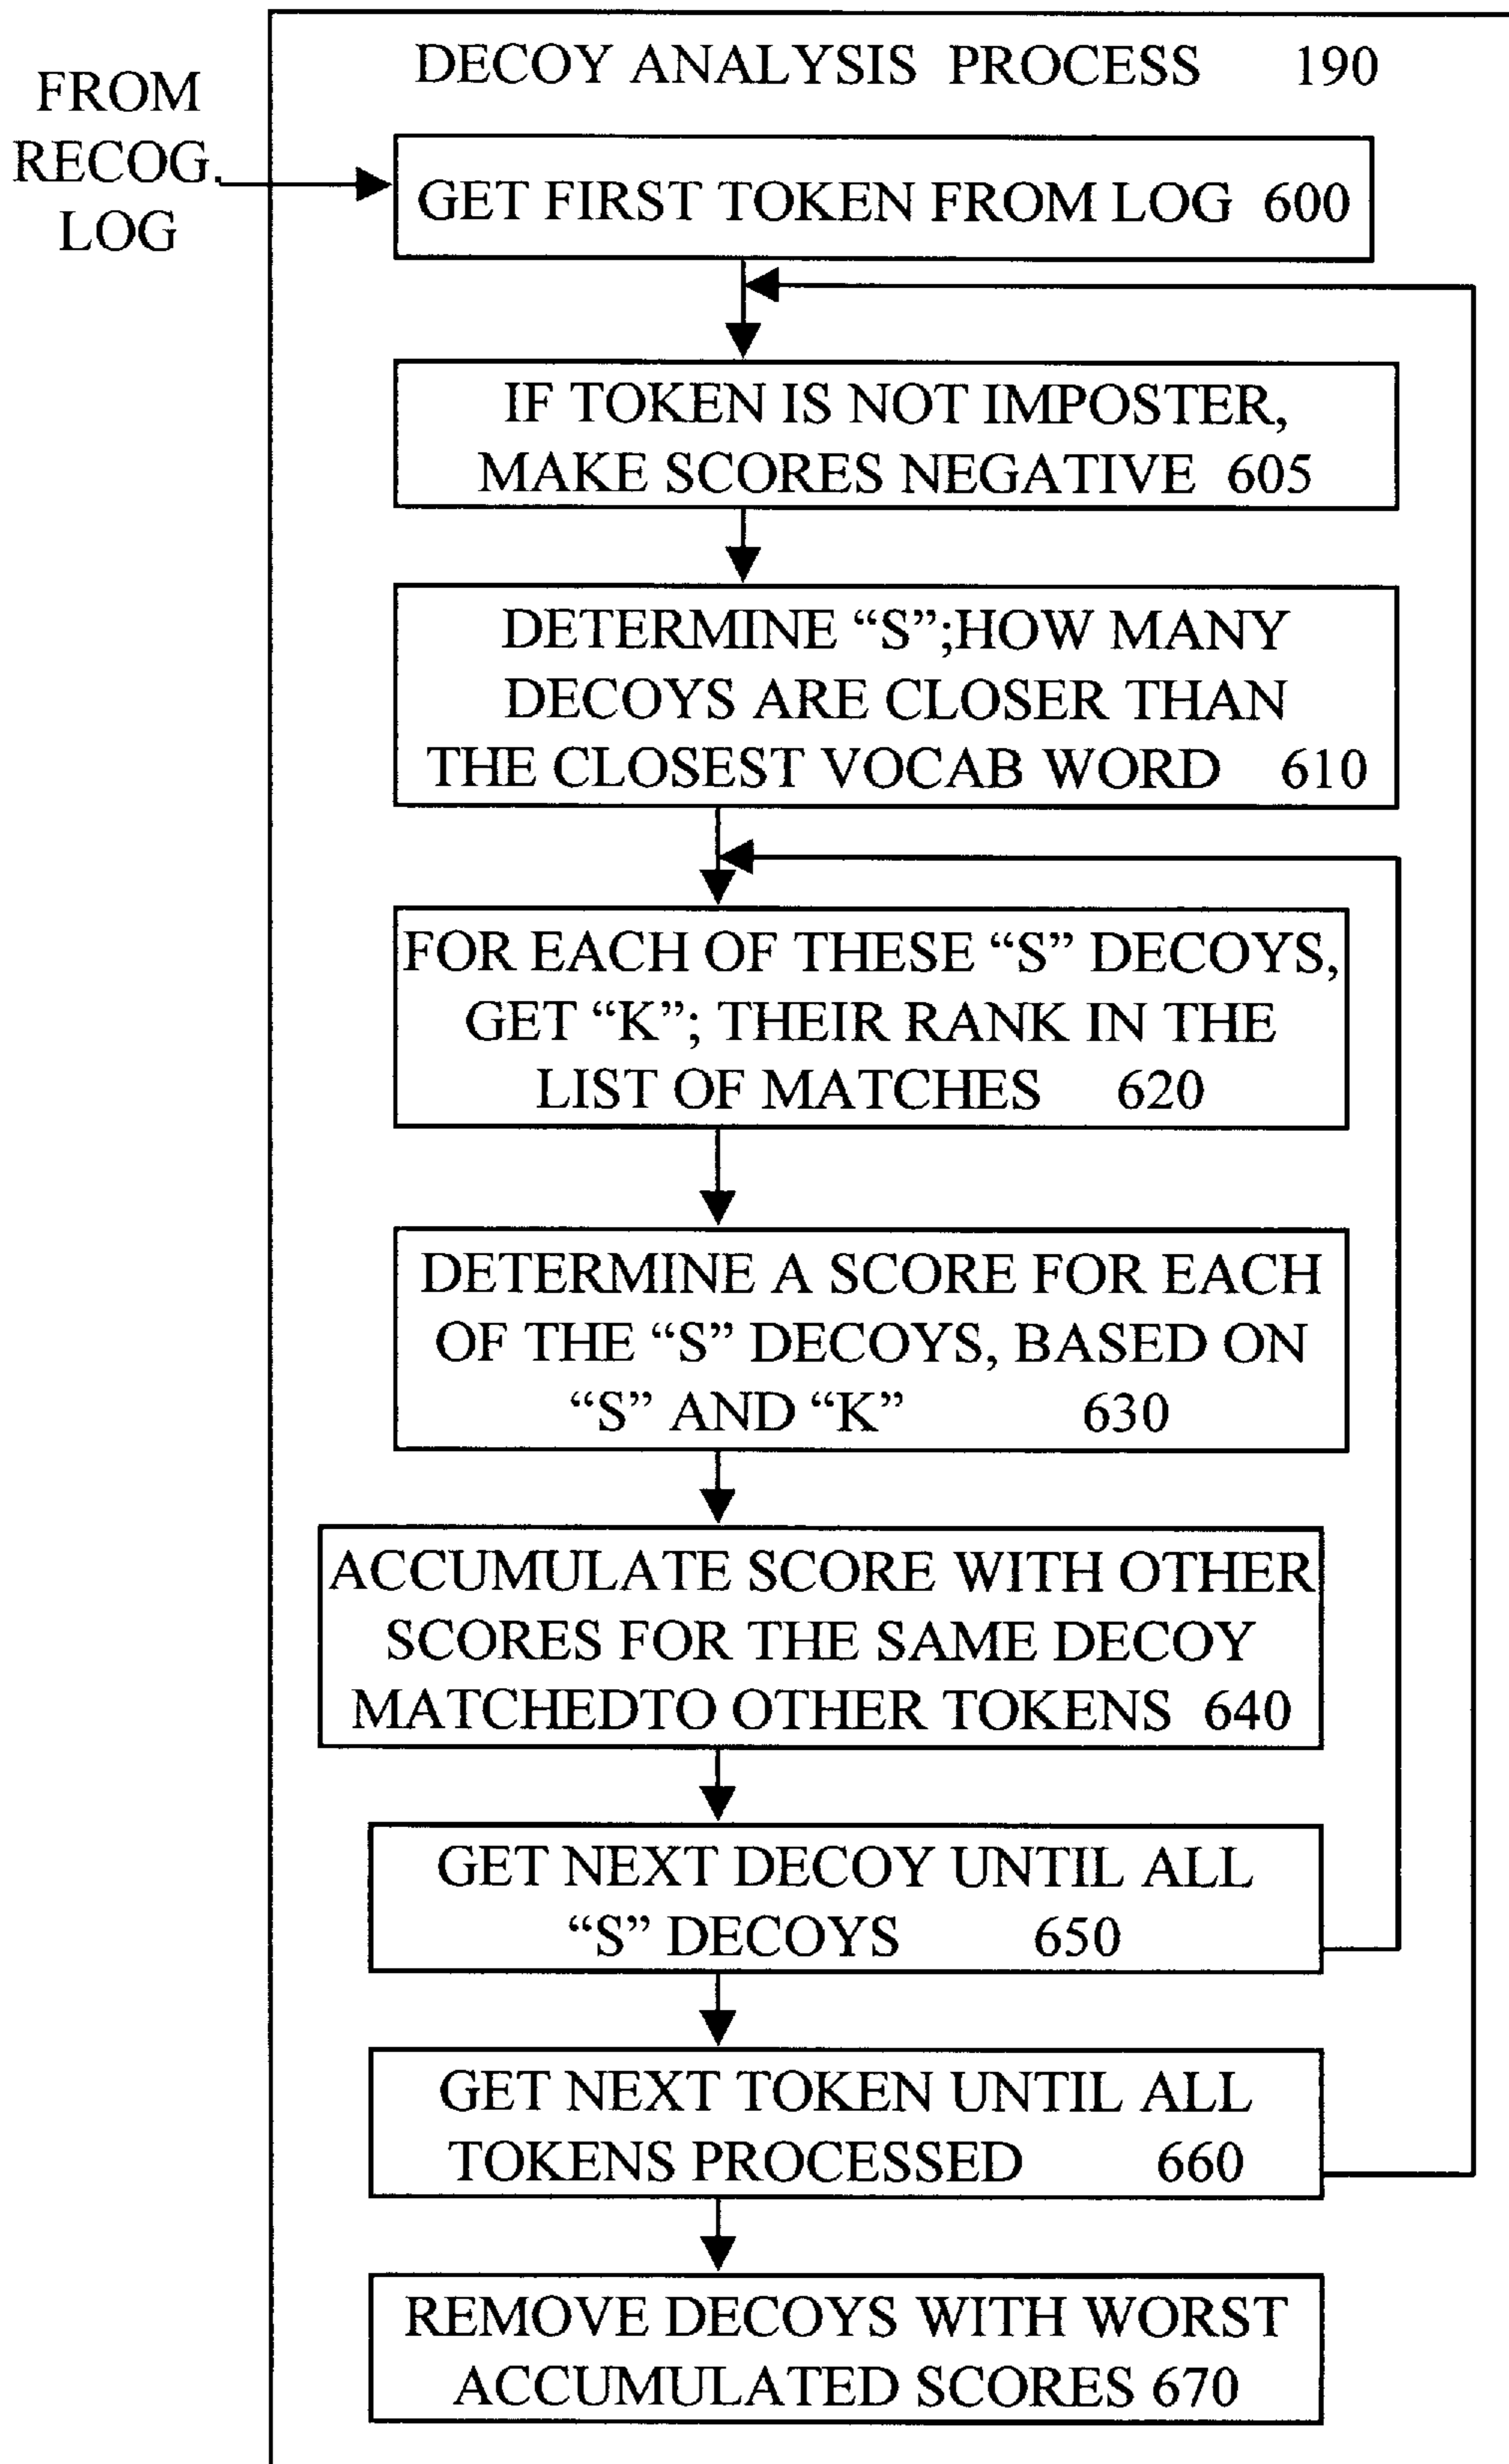 DECOY ANALYSIS PROCESS 190
FROM
RECOG.
LOG
GET FIRST TOKEN FROM LOG 600
IF TOKEN IS NOT IMPOSTER,
MAKE SCORES NEGATIVE 605
DETERMINE “S”;HOW MANY
DECOYS ARE CLOSER THAN
THE CLOSEST VOCAB WORD 610
FOR EACH OF THESE “S” DECOYS,
GET “K”; THEIR RANK IN THE
LIST OF MATCHES 620
DETERMINE A SCORE FOR EACH
OF THE “S” DECOYS, BASED ON
“S” AND “K” 630
ACCUMULATE SCORE WITH OTHER
SCORES FOR THE SAME DECOY
MATCHEDTO OTHER TOKENS 640
GET NEXT DECOY UNTIL ALL
“S” DECOYS 650
GET NEXT TOKEN UNTIL ALL
TOKENS PROCESSED 660
REMOVE DECOYS WITH WORST
ACCUMULATED SCORES 670